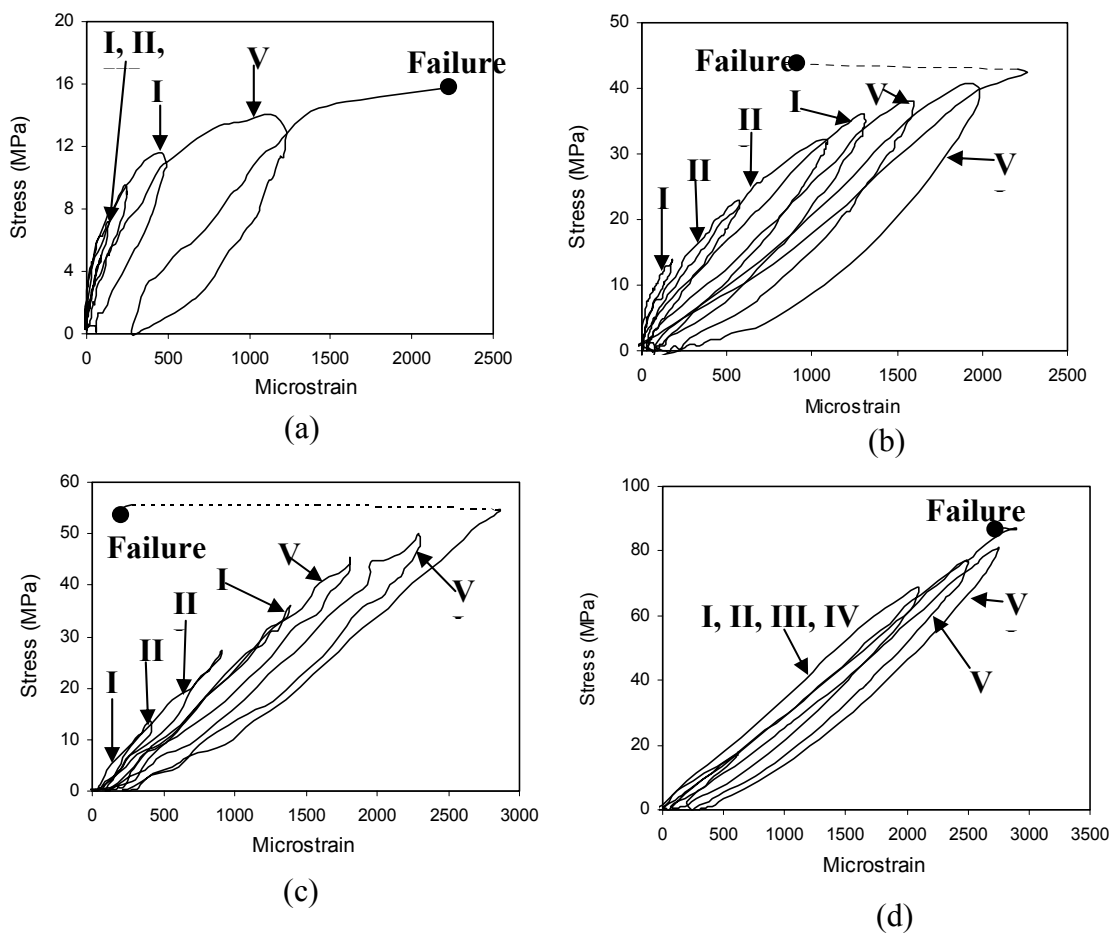 20
16
12
8
4
0
Stress (MPa)
I, II,
I
V
Failure
0 500 1000 1500 2000 2500
Microstrain
(a)
50
40
30
20
10
0
Stress (MPa)
Failure
I
II
II
I
V
V
0 500 1000 1500 2000 2500
Microstrain
(b)
60
50
40
30
20
10
0
Stress (MPa)
Failure
I
II
II
I
V
V
0 500 1000 1500 2000 2500 3000
Microstrain
(c)
100
80
60
40
20
0
Stress (MPa)
Failure
I, II, III, IV
V
V
0 500 1000 1500 2000 2500 3000 3500
Microstrain
(d)